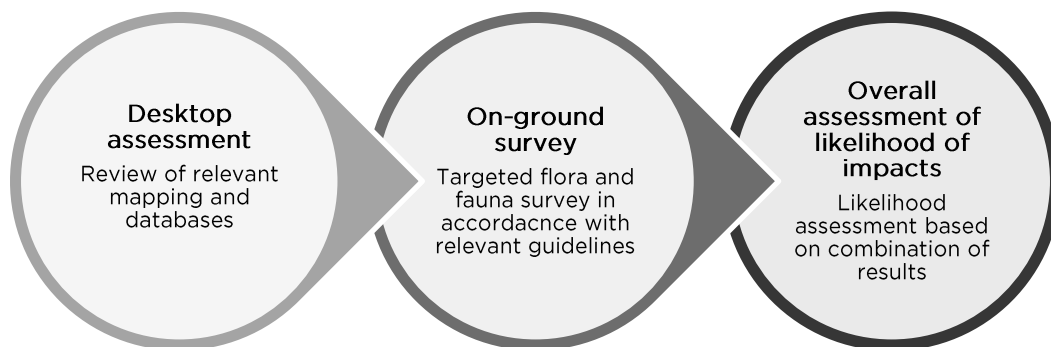 Desktop
assessment
Review of relevant
mapping and
databases
On-ground
survey
Targeted flora and
fauna survey in
accordacnce with
relevant guidelines
Overall
assessment of
likelihood of
impacts
Likelihood
assessment based
on combination of
results